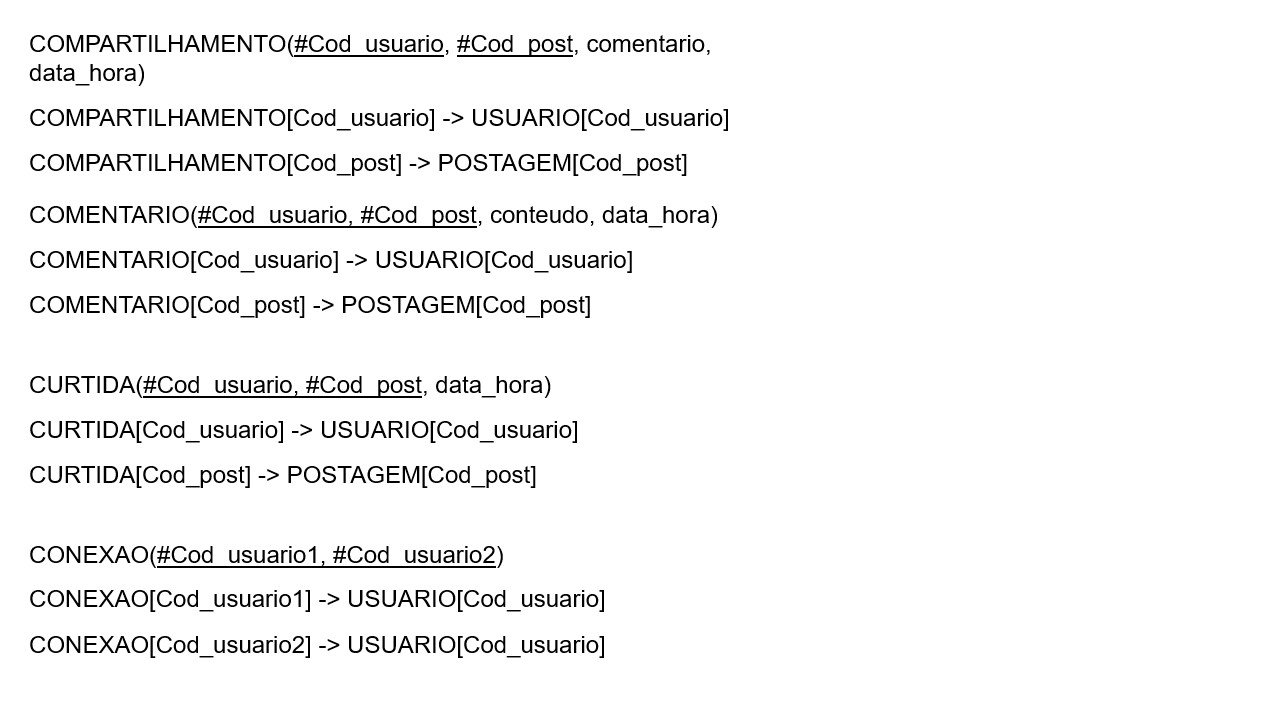 COMPARTILHAMENTO(#Cod_usuario, #Cod_post, comentario,
data_hora)
COMPARTILHAMENTO[Cod_usuario] -> USUARIO[Cod_usuario]
COMPARTILHAMENTO[Cod_post] -> POSTAGEM[Cod_post]
COMENTARIO(#Cod_usuario, #Cod_post, conteudo, data_hora)
COMENTARIO[Cod_usuario] -> USUARIO[Cod_usuario]
COMENTARIO[Cod_post] -> POSTAGEM[Cod_post]
CURTIDA(#Cod_usuario, #Cod_post, data_hora)
CURTIDA[Cod_usuario] -> USUARIO[Cod_usuario]
CURTIDA[Cod_post] -> POSTAGEM[Cod_post]
CONEXAO(#Cod_usuario1, #Cod_usuario2)
CONEXAO[Cod_usuario1] -> USUARIO[Cod_usuario]
CONEXAO[Cod_usuario2] -> USUARIO[Cod_usuario]